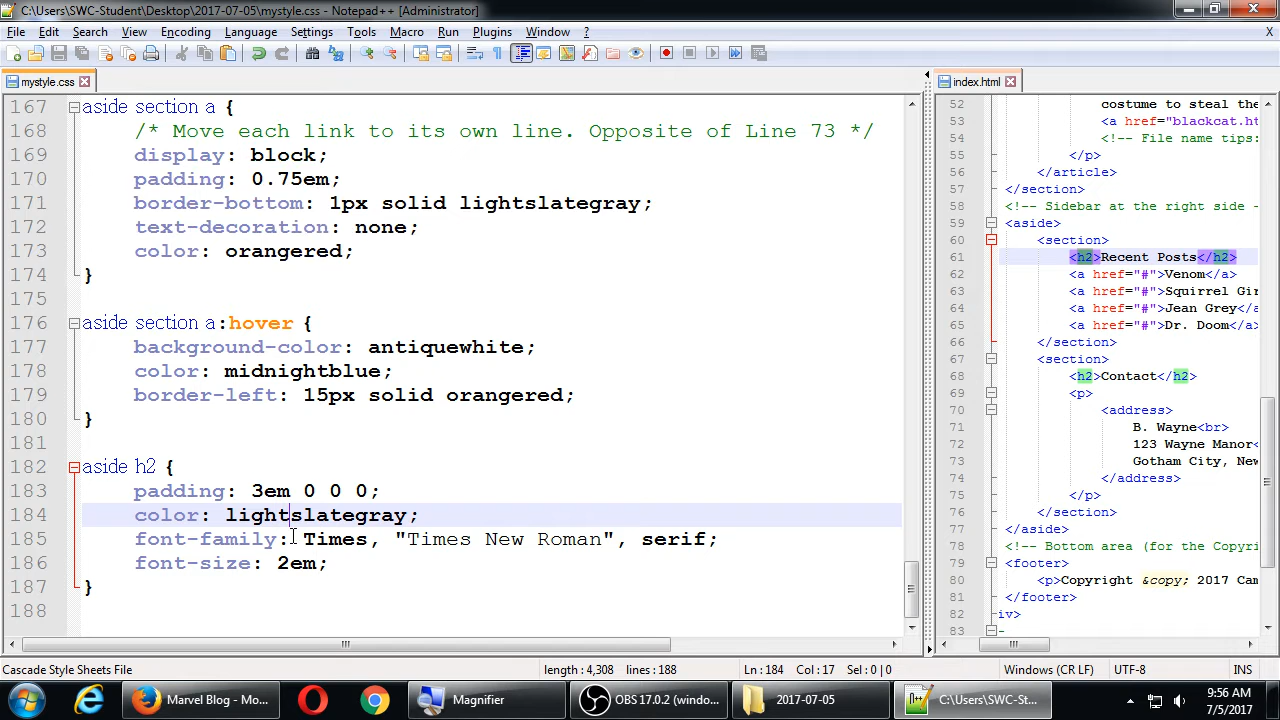 C:\Users\SWC-Student\Desktop\2017-07-05\mystyle.css - Notepad++ [Administrator]
File Edit Search View Encoding Language Settings Tools Macro Run Plugins Window ? X
mystyle.css
167 aside section a {
168 /* Move each link to its own line. Opposite of Line 73 */
169 display: block;
170 padding: 0.75em;
171 border-bottom: 1px solid lightslategray;
172 text-decoration: none;
173 color: orangered;
174 }
175
176 aside section a:hover {
177 background-color: antiquewhite;
178 color: midnightblue;
179 border-left: 15px solid orangered;
180 }
181
182 aside h2 {
183 padding: 3em 0 0 0;
184 color: lightslategray;
185 font-family: Times, "Times New Roman", serif;
186 font-size: 2em;
187 }
188
index.html
52 costume to steal the
53 <a href="blackcat.ht
54 <!-- File name tips:
55 </p>
56 </article>
57 </section>
58 <!-- Sidebar at the right side -
59 <aside>
60 <section>
61 <h2>Recent Posts</h2>
62 <a href="#">Venom</a>
63 <a href="#">Squirrel Gir
64 <a href="#">Jean Grey</a>
65 <a href="#">Dr. Doom</a>
66 </section>
67 <section>
68 <h2>Contact</h2>
69 <p>
70 <address>
71 B. Wayne<br>
72 123 Wayne Manor<
73 Gotham City, New
74 </address>
75 </p>
76 </section>
77 </aside>
78 <!-- Bottom area (for the Copyri
79 <footer>
80 <p>Copyright &copy; 2017 Cam
81 </footer>
82 iv>
83 -
Cascade Style Sheets File length : 4,308 lines : 188 Ln : 184 Col : 17 Sel : 0 | 0 Windows (CR LF) UTF-8 INS
Marvel Blog - Mo... Magnifier OBS 17.0.2 (windo... 2017-07-05 C:\Users\SWC-St... 9:56 AM
7/5/2017